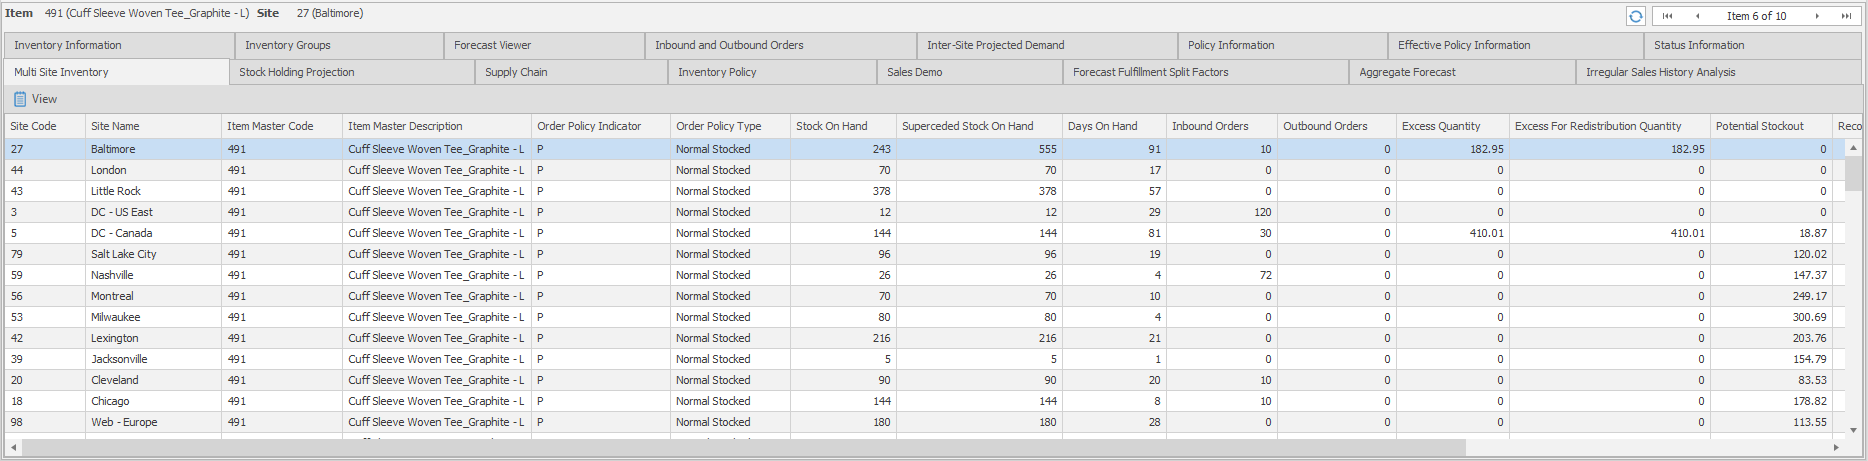 Item 491 (Cuff Sleeve Woven Tee_Graphite - L) Site 27 (Baltimore) Item 6 of 10
Inventory Information Inventory Groups Forecast Viewer Inbound and Outbound Orders Inter-Site Projected Demand Policy Information Effective Policy Information Status Information
Multi Site Inventory Stock Holding Projection Supply Chain Inventory Policy Sales Demo Forecast Fulfillment Split Factors Aggregate Forecast Irregular Sales History Analysis
View
Site Code Site Name Item Master Code Item Master Description Order Policy Indicator Order Policy Type Stock On Hand Superceded Stock On Hand Days On Hand Inbound Orders Outbound Orders Excess Quantity Excess For Redistribution Quantity Potential Stockout Reco
27 Baltimore 491 Cuff Sleeve Woven Tee_Graphite - L P Normal Stocked 243 555 91 10 0 182.95 182.95 0
44 London 491 Cuff Sleeve Woven Tee_Graphite - L P Normal Stocked 70 70 17 0 0 0 0 0
43 Little Rock 491 Cuff Sleeve Woven Tee_Graphite - L P Normal Stocked 378 378 57 0 0 0 0 0
3 DC - US East 491 Cuff Sleeve Woven Tee_Graphite - L P Normal Stocked 12 12 29 120 0 0 0 0
5 DC - Canada 491 Cuff Sleeve Woven Tee_Graphite - L P Normal Stocked 144 144 81 30 0 410.01 410.01 18.87
79 Salt Lake City 491 Cuff Sleeve Woven Tee_Graphite - L P Normal Stocked 96 96 19 0 0 0 0 120.02
59 Nashville 491 Cuff Sleeve Woven Tee_Graphite - L P Normal Stocked 26 26 4 72 0 0 0 147.37
56 Montreal 491 Cuff Sleeve Woven Tee_Graphite - L P Normal Stocked 70 70 10 0 0 0 0 249.17
53 Milwaukee 491 Cuff Sleeve Woven Tee_Graphite - L P Normal Stocked 80 80 4 0 0 0 0 300.69
42 Lexington 491 Cuff Sleeve Woven Tee_Graphite - L P Normal Stocked 216 216 21 0 0 0 0 203.76
39 Jacksonville 491 Cuff Sleeve Woven Tee_Graphite - L P Normal Stocked 5 5 1 0 0 0 0 154.79
20 Cleveland 491 Cuff Sleeve Woven Tee_Graphite - L P Normal Stocked 90 90 20 10 0 0 0 83.53
18 Chicago 491 Cuff Sleeve Woven Tee_Graphite - L P Normal Stocked 144 144 8 10 0 0 0 178.82
98 Web - Europe 491 Cuff Sleeve Woven Tee_Graphite - L P Normal Stocked 180 180 28 0 0 0 0 113.55